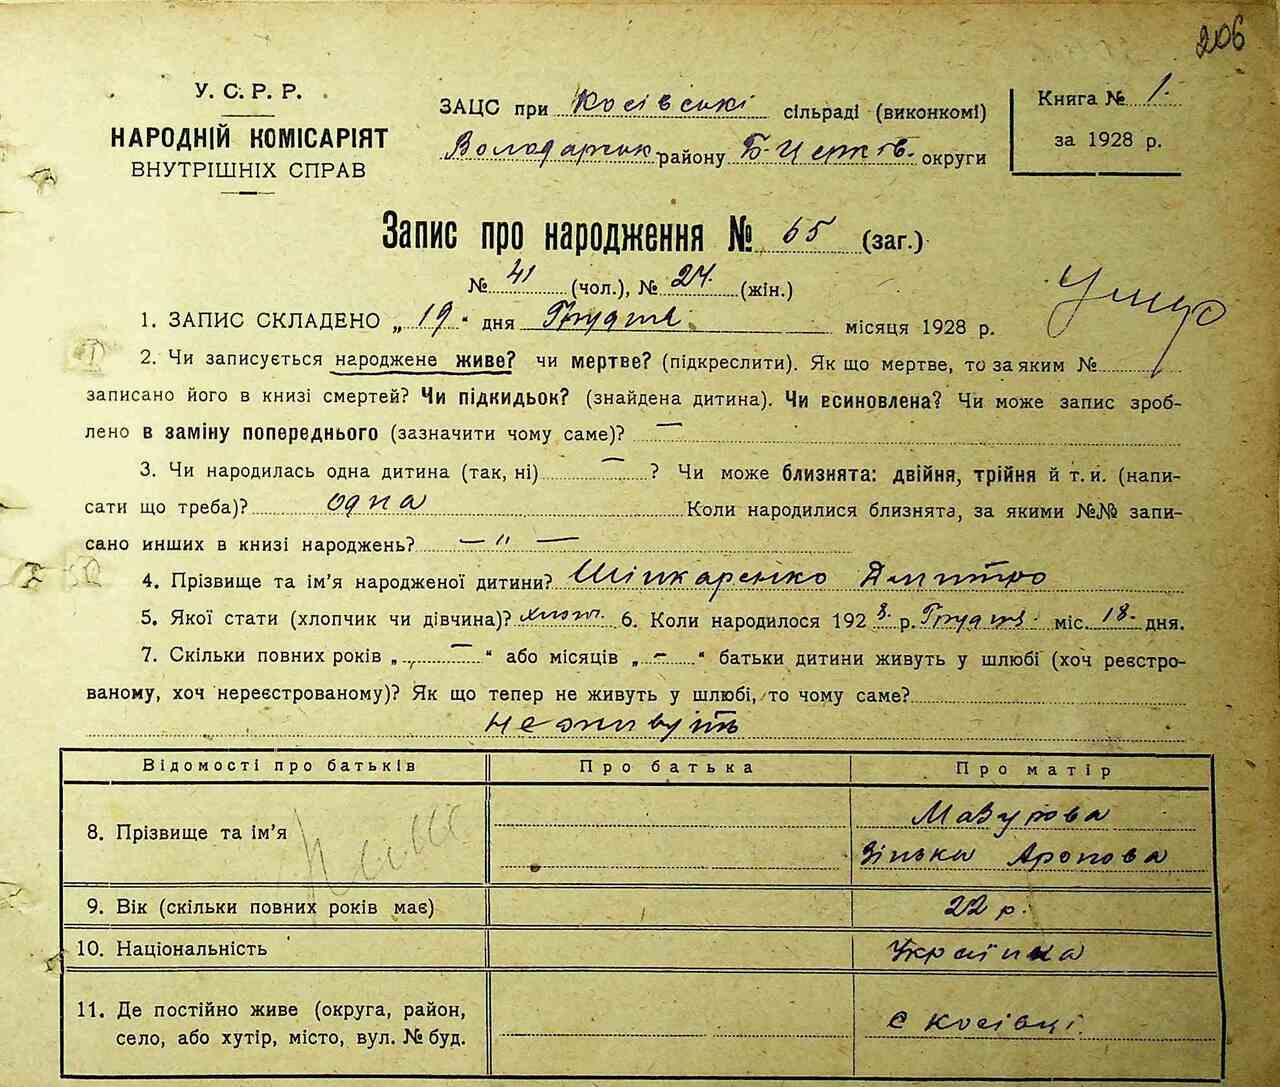 206
У. С. Р. Р.
НАРОДНІЙ КОМІСАРІЯТ
ВНУТРІШНІХ СПРАВ
ЗАЦС при Косівські сільраді (виконкомі)
Володарськ району Б-Церків. округи
Книга № 1.
за 1928 р.
Запис про народження № 65 (заг.)
№ 41 (чол.), № 24. (жін.)
1. ЗАПИС СКЛАДЕНО „ 19 “ дня Грудня місяця 1928 р.
2. Чи записується народжене живе? чи мертве? (підкреслити). Як що мертве, то за яким №
записано його в книзі смертей? Чи підкидьок? (знайдена дитина). Чи всиновлена? Чи може запис зроб-
лено в заміну попереднього (зазначити чому саме)? —
3. Чи народилась одна дитина (так, ні) — ? Чи може близнята: двійня, трійня й т. и. (напи-
сати що треба)? одна Коли народилися близнята, за якими №№ запи-
сано инших в книзі народжень? — " —
4. Прізвище та ім'я народженої дитини? Шіпкаренко Дмитро
5. Якої стати (хлопчик чи дівчина)? хлоп. 6. Коли народилося 192 8. р. Грудня міс. 18. дня.
7. Скільки повних років „ — “ або місяців „ — “ батьки дитини живуть у шлюбі (хоч реєстро-
ваному, хоч нереєстрованому)? Як що тепер не живуть у шлюбі, то чому саме?
не живуть
Відомості про батьків Про батька Про матір
8. Прізвище та ім'я Мазурова
Зінька Аронова
9. Вік (скільки повних років має) 22 р.
10. Національність Українка
11. Де постійно живе (округа, район,
село, або хутір, місто, вул. № буд. с Косівці